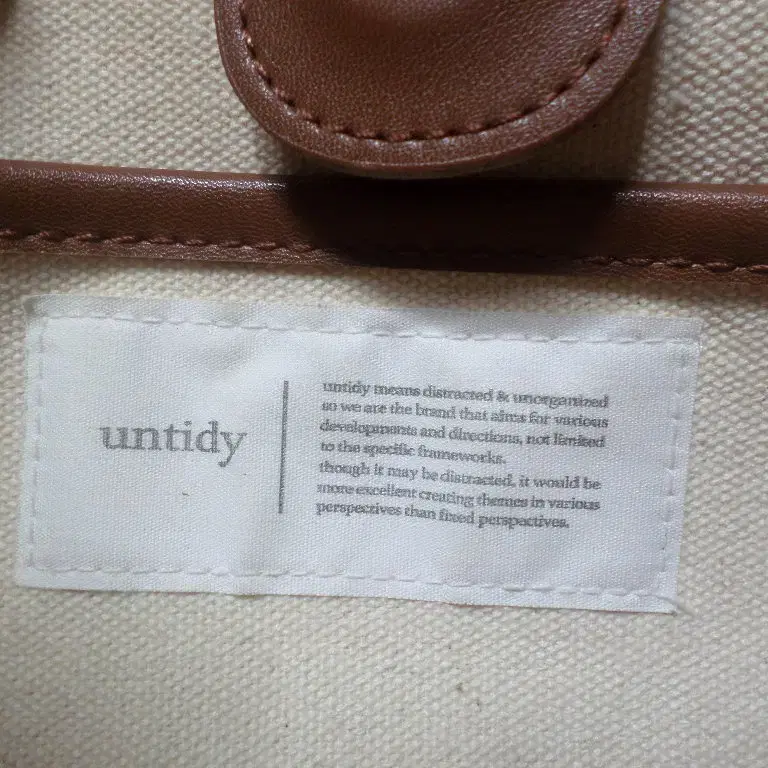 untidy
untidy means distracted & unorganized
so we are the brand that aims for various
developments and directions, not limited
to the specific frameworks.
though it may be distracted, it would be
more excellent creating themes in various
perspectives than fixed perspectives.